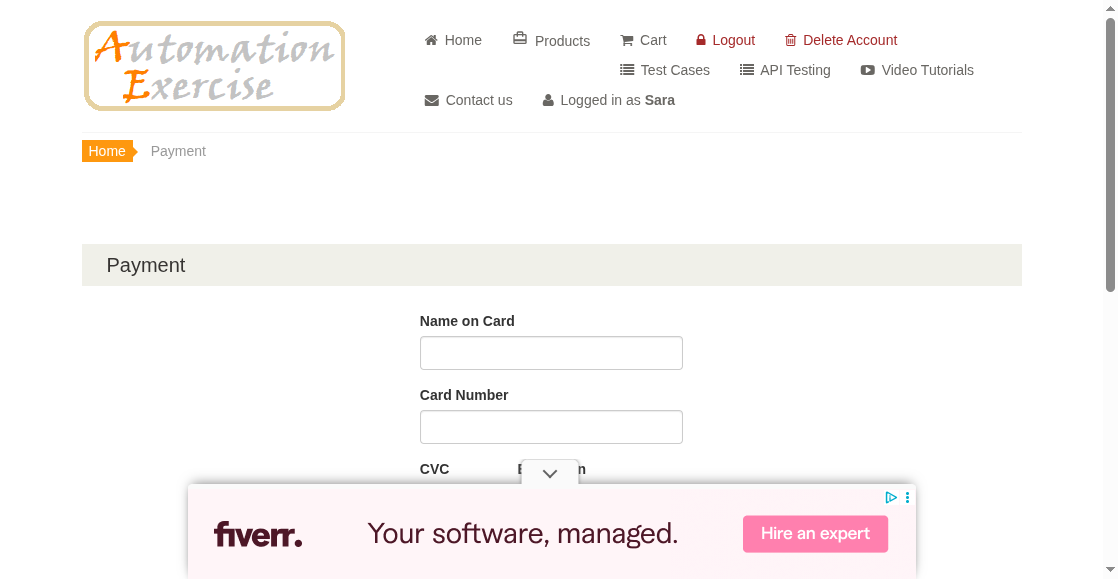 Automation
Exercise
Home Products Cart Logout Delete Account
Test Cases API Testing Video Tutorials
Contact us Logged in as Sara
Home Payment
Payment
Name on Card
Card Number
CVC
fiverr. Your software, managed. Hire an expert